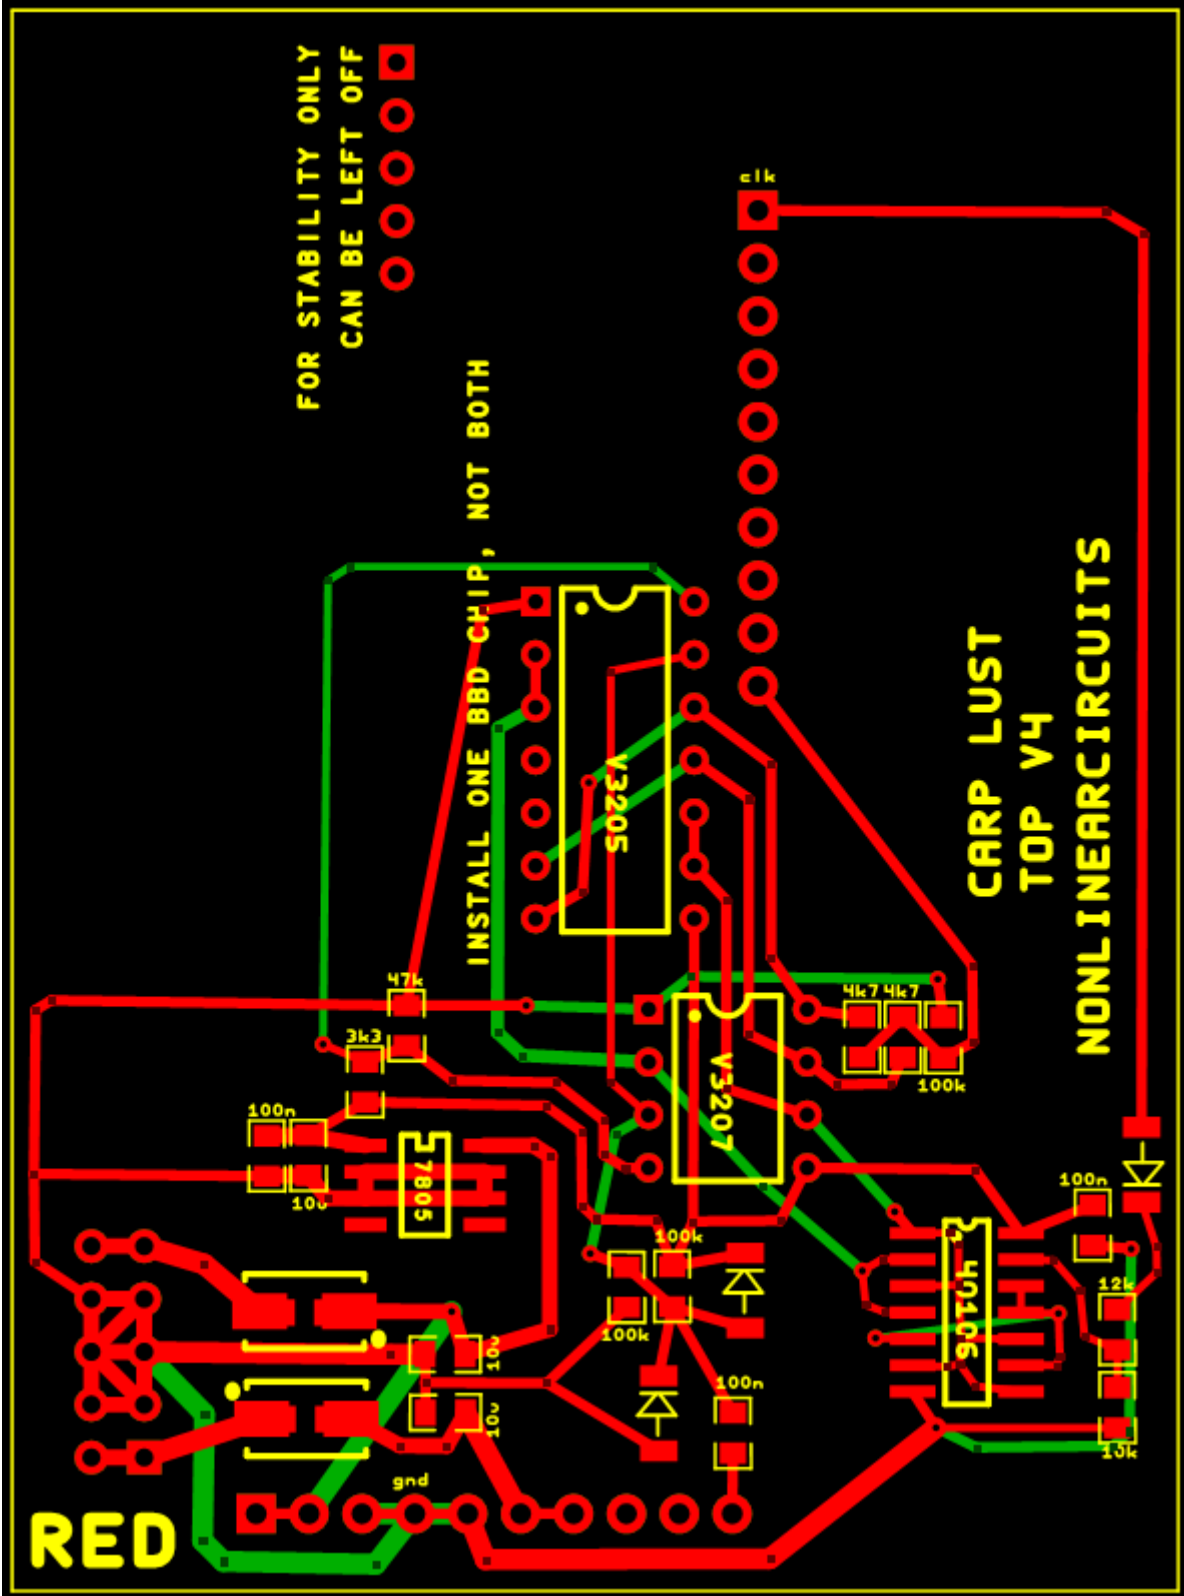 FOR STABILITY ONLY
CAN BE LEFT OFF
clk
INSTALL ONE BBD CHIP, NOT BOTH
V3205
CARP LUST
TOP V4
NONLINEARCIRCUITS
47k
3k3
4k7
4k7
100k
V3207
100n
10u
7805
100n
100k
100k
12k
40106
10u
10u
100n
10k
gnd
RED